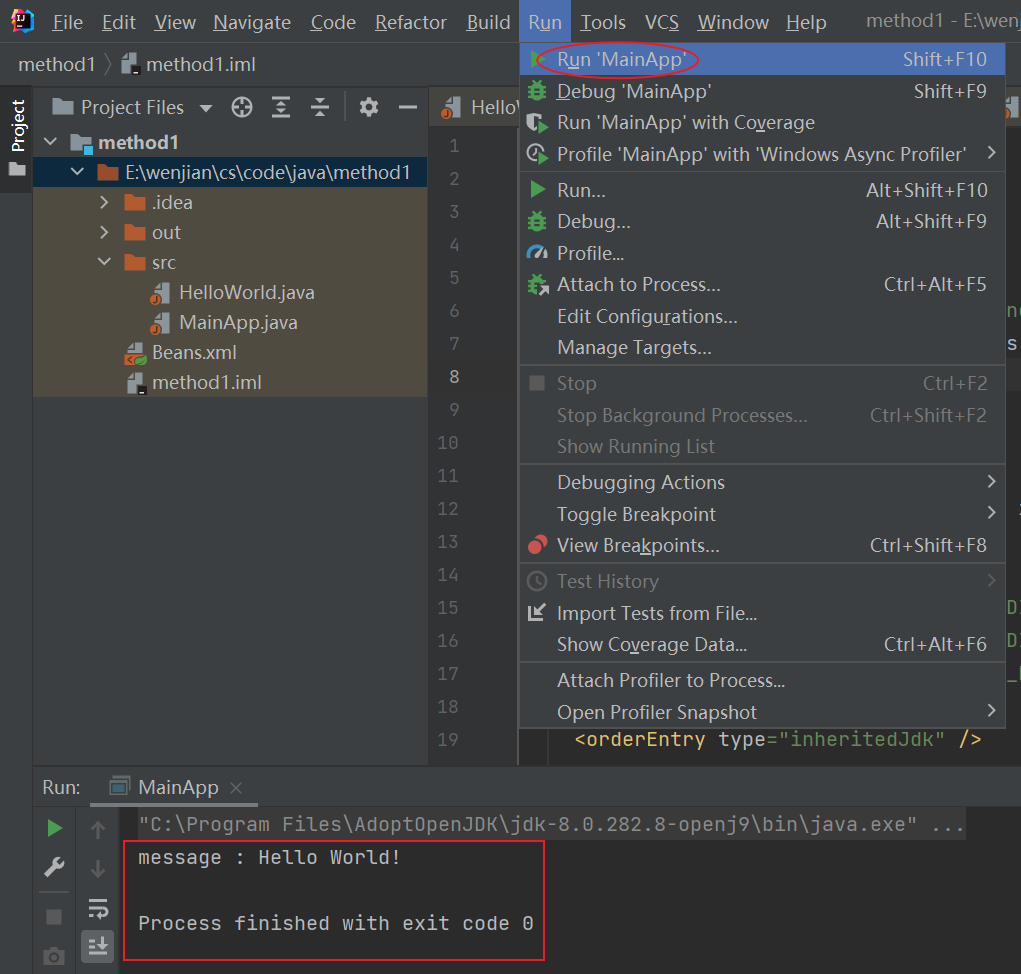 File Edit View Navigate Code Refactor Build Run Tools VCS Window Help method1 - E:\wen
method1 method1.iml
Project
Project Files
Hello
method1
E:\wenjian\cs\code\java\method1
.idea
out
src
HelloWorld.java
MainApp.java
Beans.xml
method1.iml
1
2
3
4
5
6
7
8
9
10
11
12
13
14
15
16
17
18
19
Run 'MainApp' Shift+F10
Debug 'MainApp' Shift+F9
Run 'MainApp' with Coverage
Profile 'MainApp' with 'Windows Async Profiler'
Run... Alt+Shift+F10
Debug... Alt+Shift+F9
Profile...
Attach to Process... Ctrl+Alt+F5
Edit Configurations...
Manage Targets...
Stop Ctrl+F2
Stop Background Processes... Ctrl+Shift+F2
Show Running List
Debugging Actions
Toggle Breakpoint
View Breakpoints... Ctrl+Shift+F8
Test History
Import Tests from File...
Show Coverage Data... Ctrl+Alt+F6
Attach Profiler to Process...
Open Profiler Snapshot
<orderEntry type="inheritedJdk" />
Run: MainApp
"C:\Program Files\AdoptOpenJDK\jdk-8.0.282.8-openj9\bin\java.exe" ...
message : Hello World!
Process finished with exit code 0